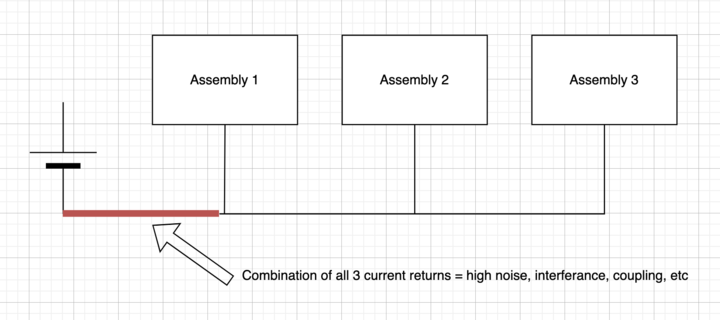 Assembly 1
Assembly 2
Assembly 3
Combination of all 3 current returns = high noise, interferance, coupling, etc